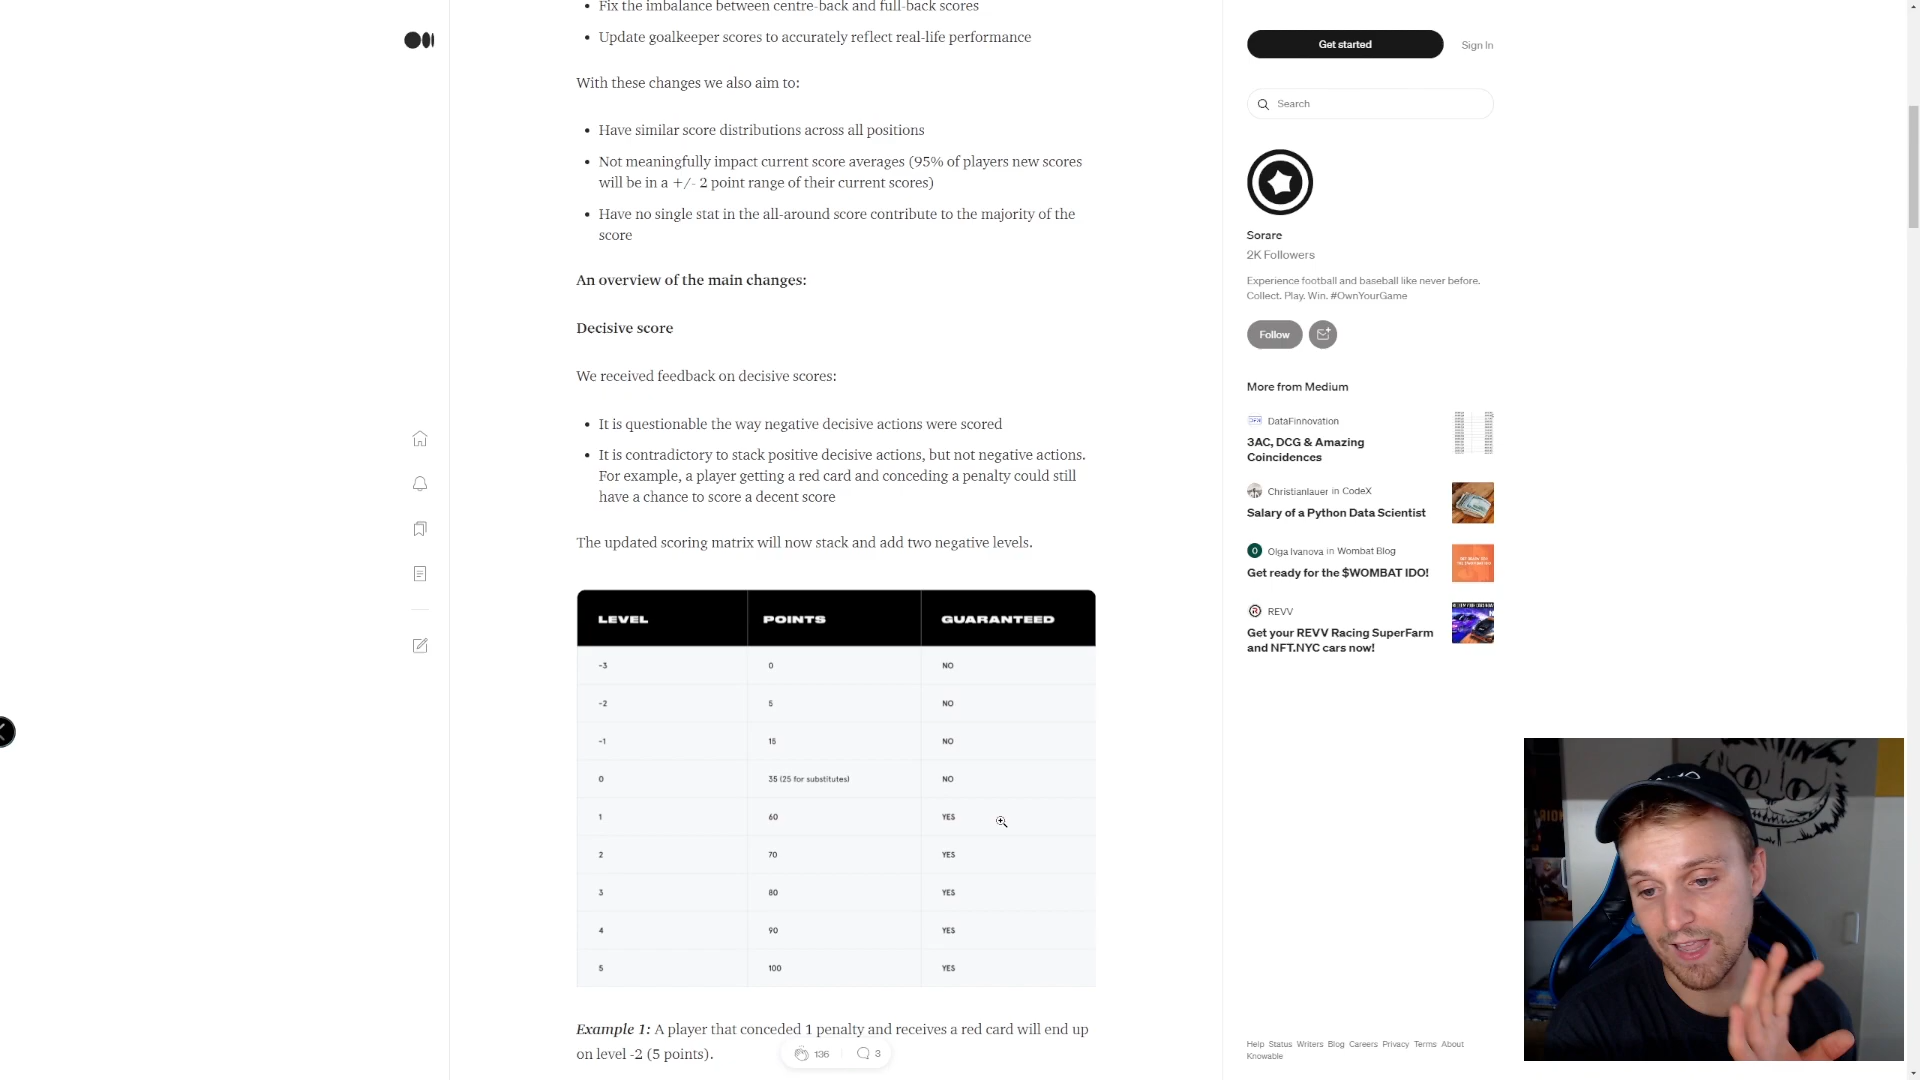 Fix the imbalance between centre-back and full-back scores
Update goalkeeper scores to accurately reflect real-life performance
With these changes we also aim to:
Have similar score distributions across all positions
Not meaningfully impact current score averages (95% of players new scores
will be in a +/- 2 point range of their current scores)
Have no single stat in the all-around score contribute to the majority of the
score
An overview of the main changes:
Decisive score
We received feedback on decisive scores:
It is questionable the way negative decisive actions were scored
It is contradictory to stack positive decisive actions, but not negative actions.
For example, a player getting a red card and conceding a penalty could still
have a chance to score a decent score
The updated scoring matrix will now stack and add two negative levels.
LEVEL POINTS GUARANTEED
-3 0 NO
-2 5 NO
-1 15 NO
0 35 (25 for substitutes) NO
1 60 YES
2 70 YES
3 80 YES
4 90 YES
5 100 YES
Example 1: A player that conceded 1 penalty and receives a red card will end up
on level -2 (5 points).
136 3
Get started Sign In
Search
Sorare
2K Followers
Experience football and baseball like never before.
Collect. Play. Win. #OwnYourGame
Follow
More from Medium
DataFinnovation
3AC, DCG & Amazing
Coincidences
Christianlauer in CodeX
Salary of a Python Data Scientist
Olga Ivanova in Wombat Blog
Get ready for the $WOMBAT IDO!
REVV
Get your REVV Racing SuperFarm
and NFT.NYC cars now!
Help Status Writers Blog Careers Privacy Terms About
Knowable